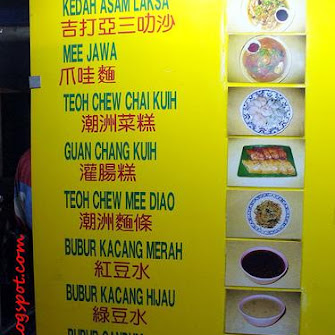 KEDAH ASAM LAKSA
吉打亞三叻沙
MEE JAWA
爪哇麵
TEOH CHEW CHAI KUIH
潮洲菜糕
GUAN CHANG KUIH
灌腸糕
TEOH CHEW MEE DIAO
潮洲麵條
BUBUR KACANG MERAH
紅豆水
BUBUR KACANG HIJAU
綠豆水
BUBUR
ogspot.com